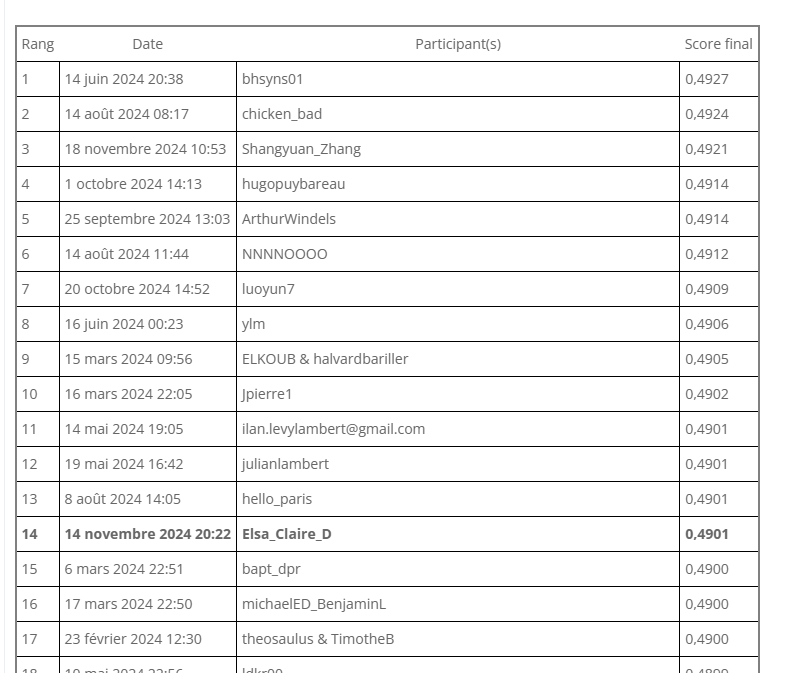 Rang Date Participant(s) Score final
1 14 juin 2024 20:38 bhsyns01 0,4927
2 14 août 2024 08:17 chicken_bad 0,4924
3 18 novembre 2024 10:53 Shangyuan_Zhang 0,4921
4 1 octobre 2024 14:13 hugopuybareau 0,4914
5 25 septembre 2024 13:03 ArthurWindels 0,4914
6 14 août 2024 11:44 NNNNOOOO 0,4912
7 20 octobre 2024 14:52 luoyun7 0,4909
8 16 juin 2024 00:23 ylm 0,4906
9 15 mars 2024 09:56 ELKOUB & halvardbariller 0,4905
10 16 mars 2024 22:05 Jpierre1 0,4902
11 14 mai 2024 19:05 ilan.levylambert@gmail.com 0,4901
12 19 mai 2024 16:42 julianlambert 0,4901
13 8 août 2024 14:05 hello_paris 0,4901
14 14 novembre 2024 20:22 Elsa_Claire_D 0,4901
15 6 mars 2024 22:51 bapt_dpr 0,4900
16 17 mars 2024 22:50 michaelED_BenjaminL 0,4900
17 23 février 2024 12:30 theosaulus & TimotheB 0,4900